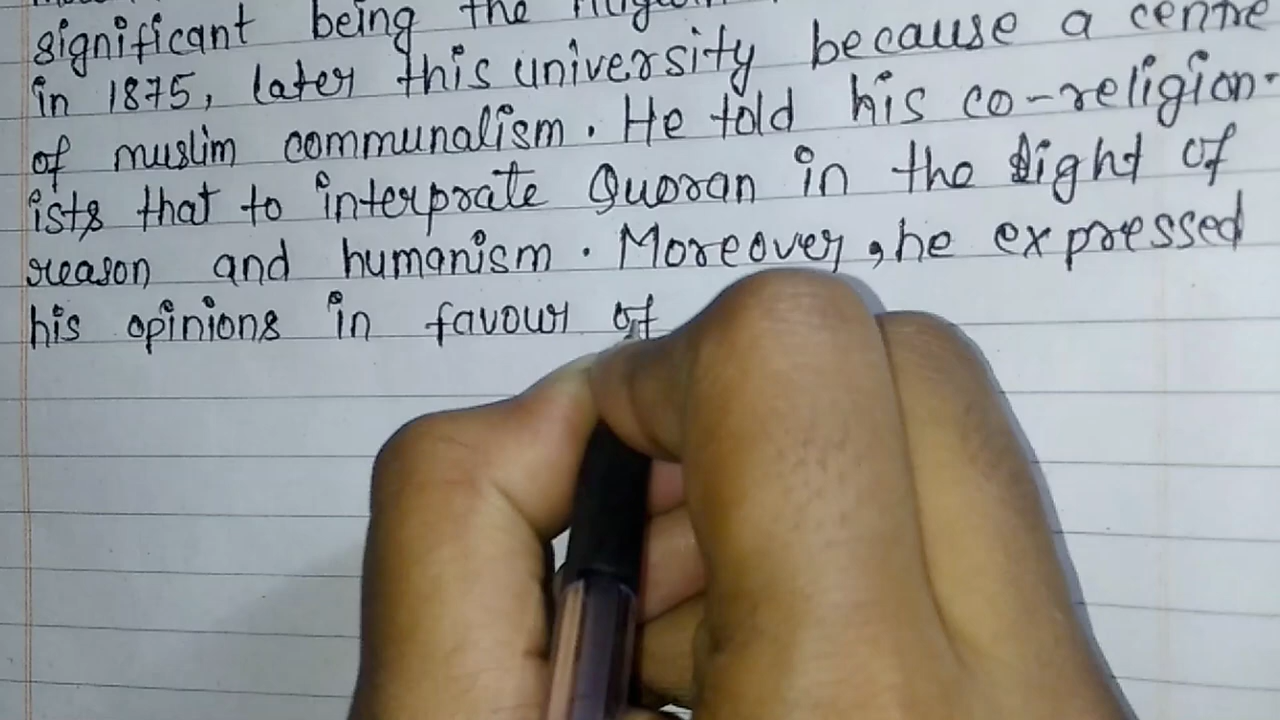 significant being the
in 1875, later this university because a centre
of muslim communalism. He told his co-religion-
ists that to interprate Quoran in the light of
reason and humanism. Moreover, he expressed
his opinions in favour of